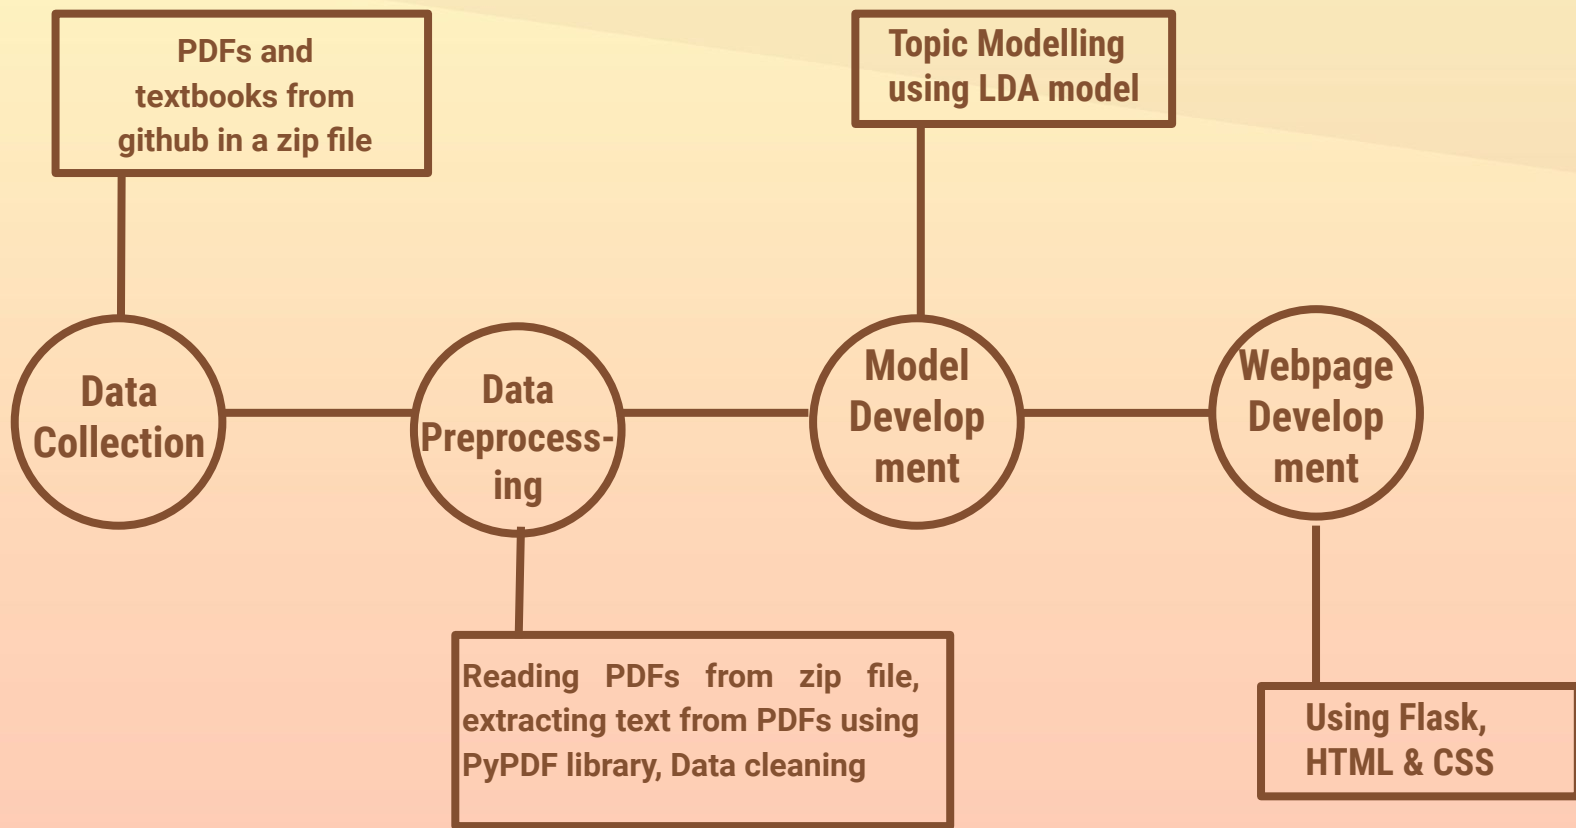 PDFs and
textbooks from
github in a zip file
Topic Modelling
using LDA model
Data
Collection
Data
Preprocess-
ing
Model
Develop
ment
Webpage
Develop
ment
Reading PDFs from zip file,
extracting text from PDFs using
PyPDF library, Data cleaning
Using Flask,
HTML & CSS